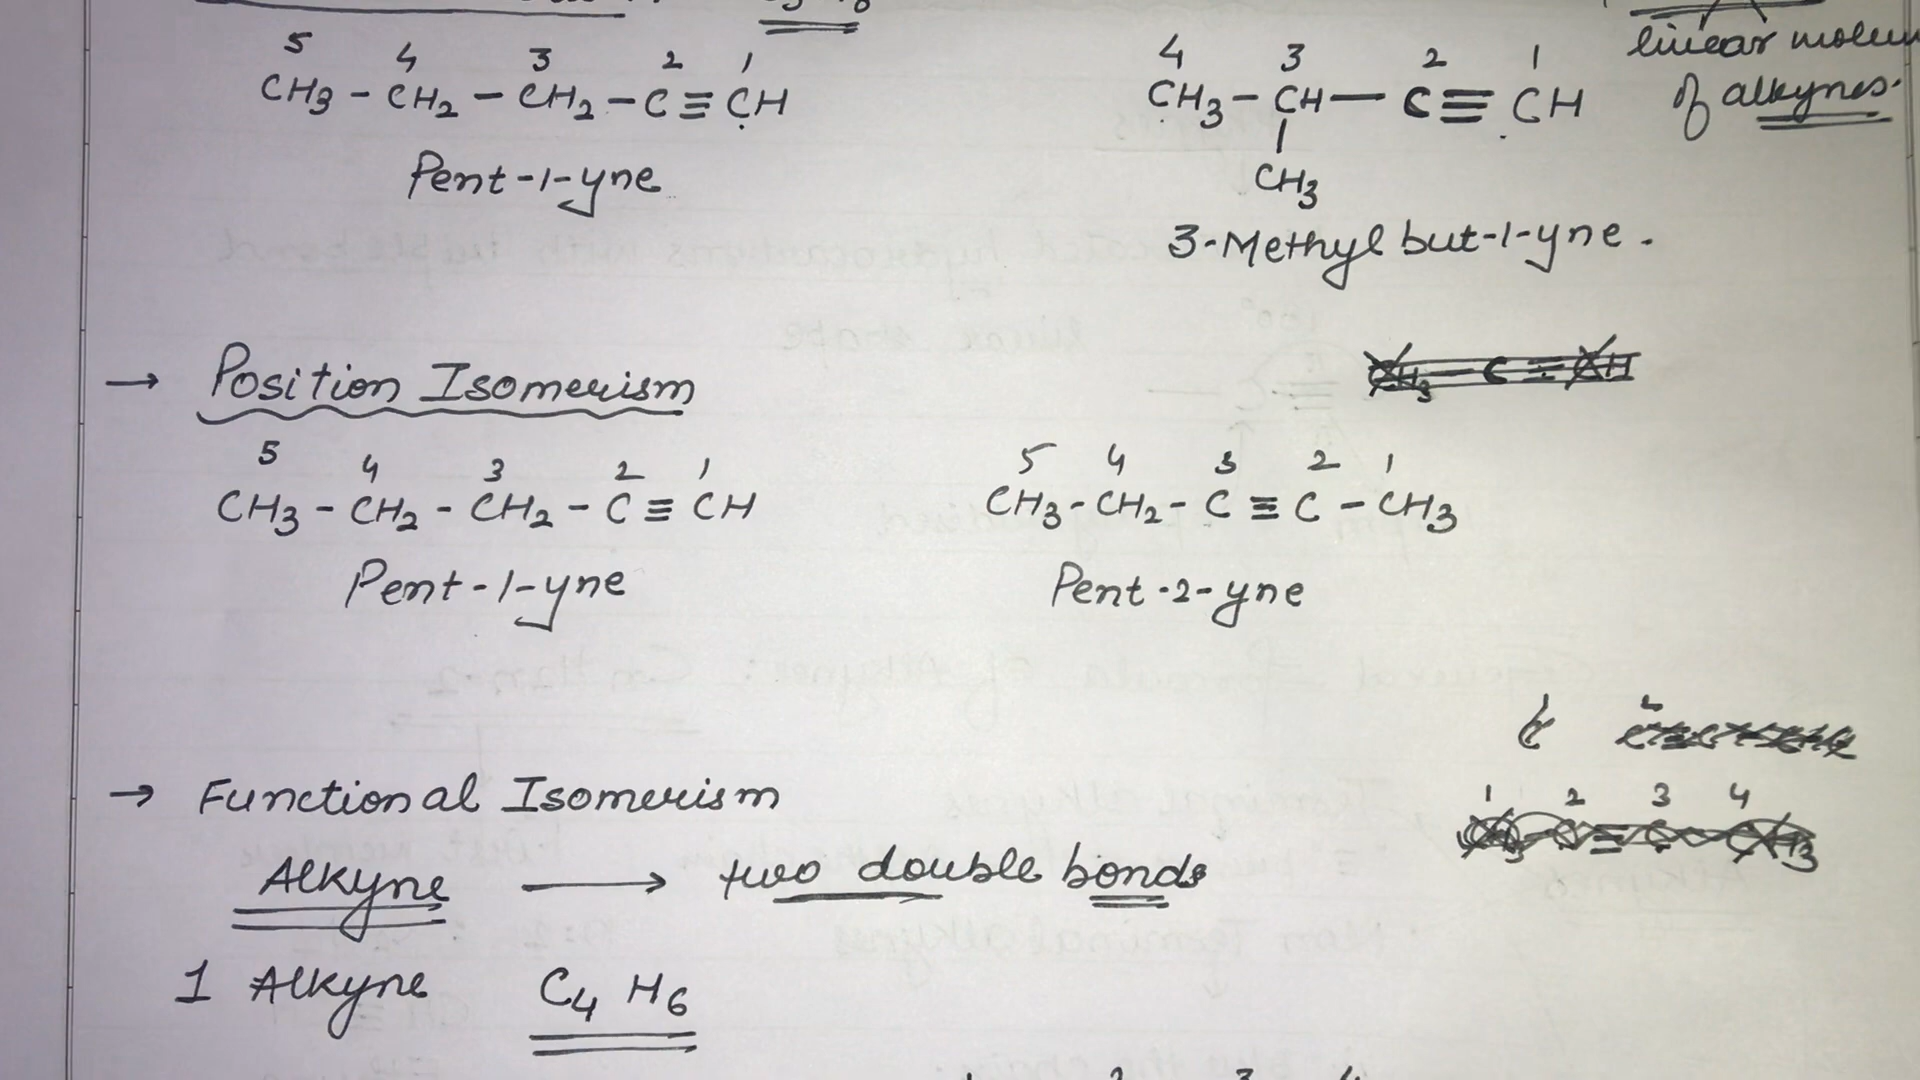 5 4 3 2 1
CH3 - CH2 - CH2 - C ≡ CH
Pent-1-yne
4 3 2 1
CH3 - CH - C ≡ CH
CH3
3-Methyl but-1-yne.
linear
of alkynes.
→ Position Isomerism
5 4 3 2 1
CH3 - CH2 - CH2 - C ≡ CH
Pent-1-yne
5 4 3 2 1
CH3 - CH2 - C ≡ C - CH3
Pent-2-yne
→ Functional Isomerism
1 2 3 4
Alkyne → two double bonds
1 Alkyne C4 H6
2 3 4